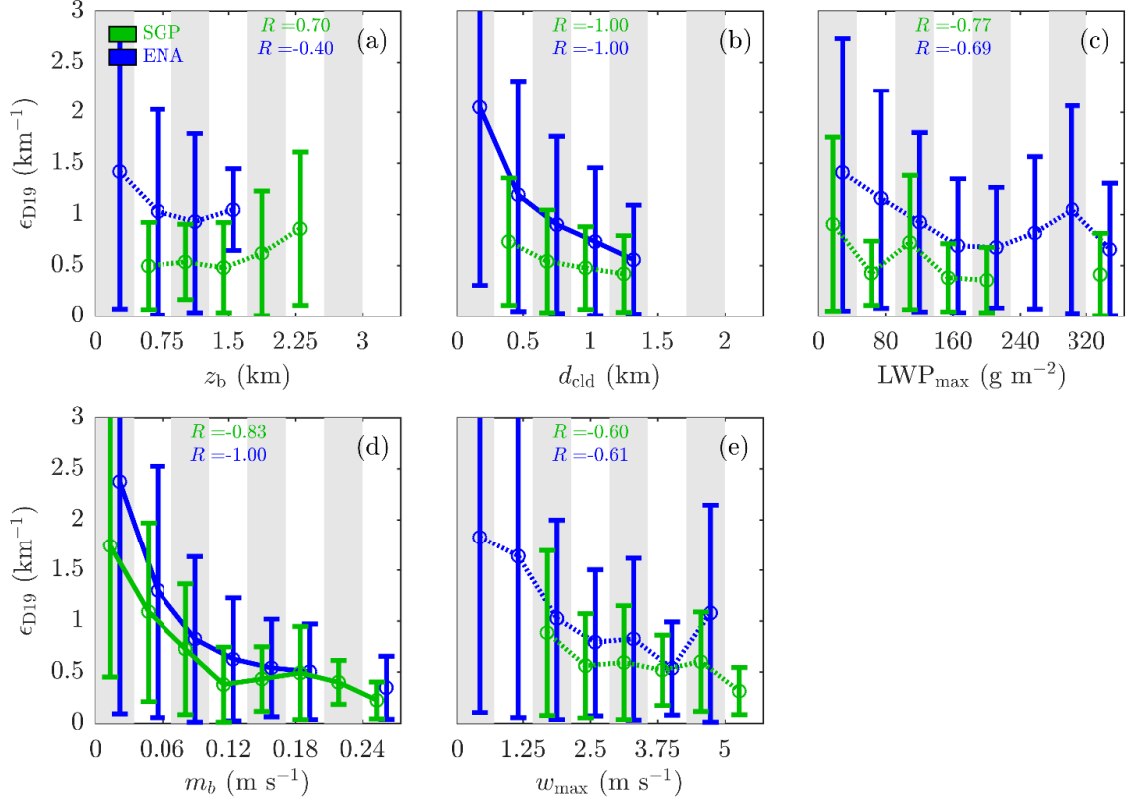 3
2.5
2
1.5
1
0.5
0
ϵD19 (km−1)
SGP
ENA
R =0.70
R =-0.40
(a)
0 0.75 1.5 2.25 3
zb (km)
R =-1.00
R =-1.00
(b)
0 0.5 1 1.5 2
dcld (km)
R =-0.77
R =-0.69
(c)
0 80 160 240 320
LWPmax (g m−2)
3
2.5
2
1.5
1
0.5
0
ϵD19 (km−1)
R =-0.83
R =-1.00
(d)
0 0.06 0.12 0.18 0.24
mb (m s−1)
R =-0.60
R =-0.61
(e)
0 1.25 2.5 3.75 5
wmax (m s−1)